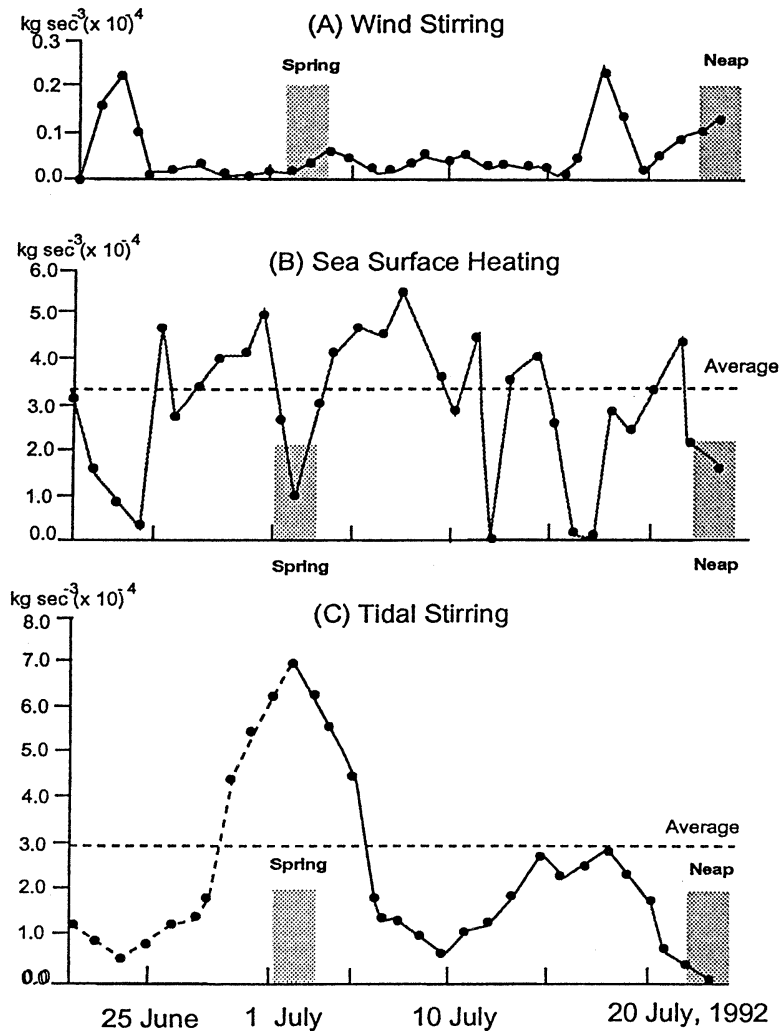 kg sec⁻³(x 10)⁻⁴
(A) Wind Stirring
0.3
Spring
Neap
0.2
0.1
0.0
kg sec⁻³(x 10)⁻⁴
(B) Sea Surface Heating
6.0
5.0
4.0
Average
3.0
2.0
1.0
0.0
Spring
Neap
kg sec⁻³(x 10)⁻⁴
(C) Tidal Stirring
8.0
7.0
6.0
5.0
4.0
3.0
Average
Spring
Neap
2.0
1.0
0.0
25 June
1 July
10 July
20 July, 1992